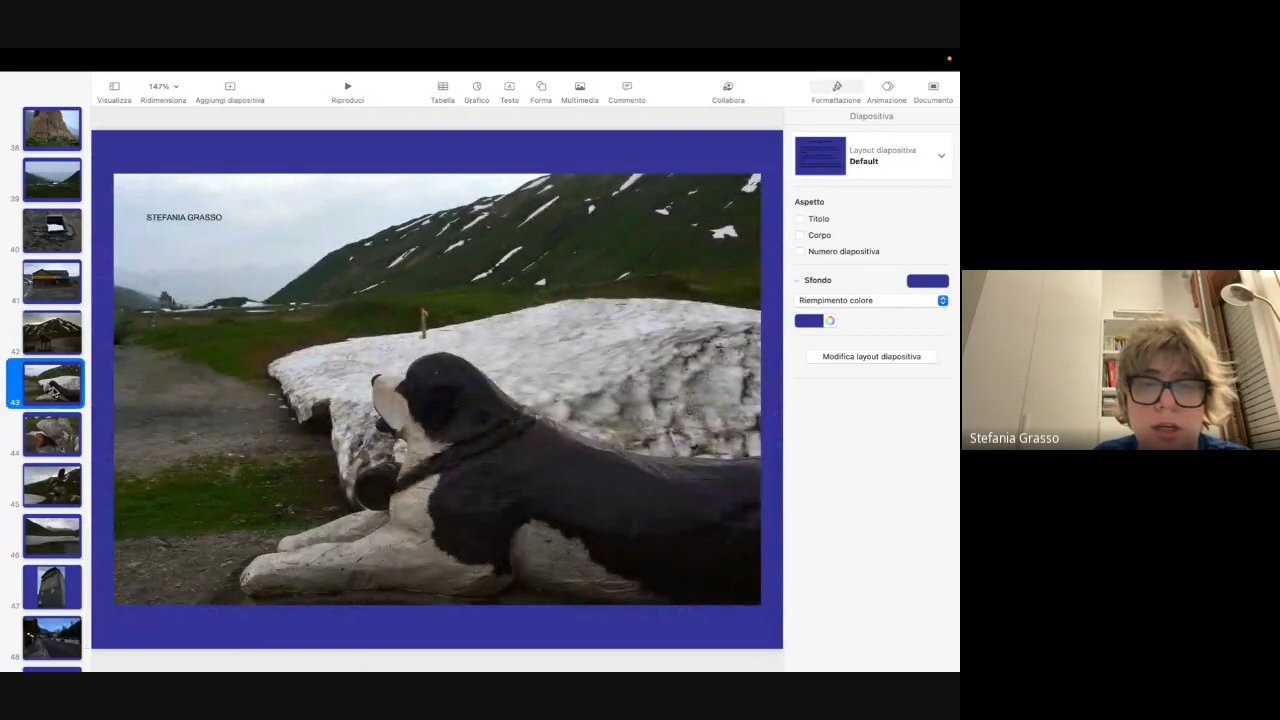 147%
Visualizza
Ridimensiona
Aggiungi diapositiva
Riproduci
Tabella
Grafico
Testo
Forma
Multimedia
Commento
Collabora
Formattazione
Animazione
Documento
Diapositiva
Layout diapositiva
Default
Aspetto
Titolo
Corpo
Numero diapositiva
Sfondo
Riempimento colore
Modifica layout diapositiva
38
39
40
41
42
43
44
45
46
47
48
STEFANIA GRASSO
Stefania Grasso